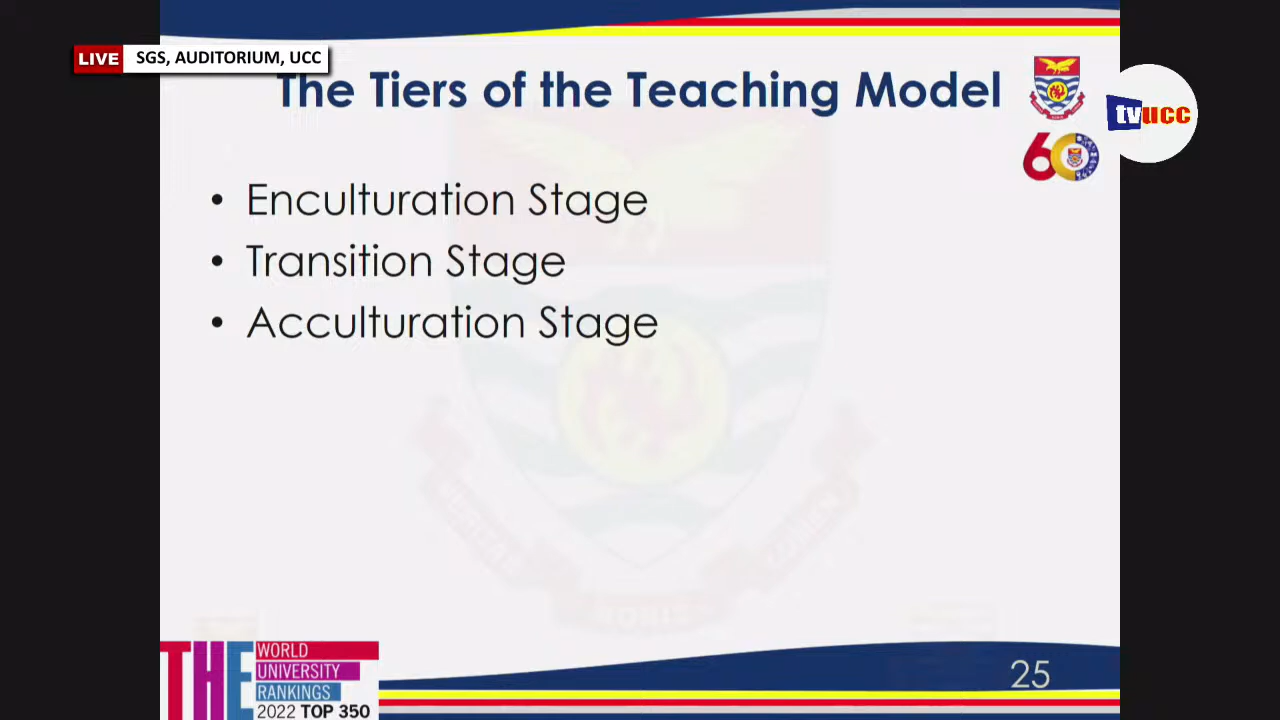 LIVE SGS, AUDITORIUM, UCC
The Tiers of the Teaching Model
tvucc
60
• Enculturation Stage
• Transition Stage
• Acculturation Stage
THE
WORLD
UNIVERSITY
RANKINGS
2022 TOP 350
25